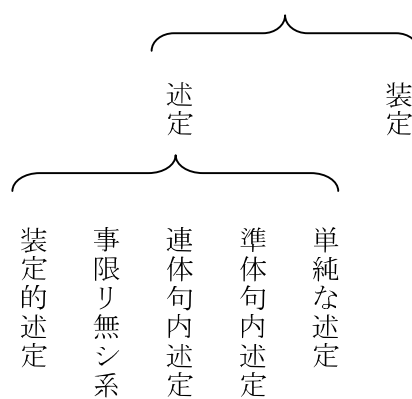 装定
述定
単純な述定
準体句内述定
連体句内述定
事限リ無シ系
装定的述定